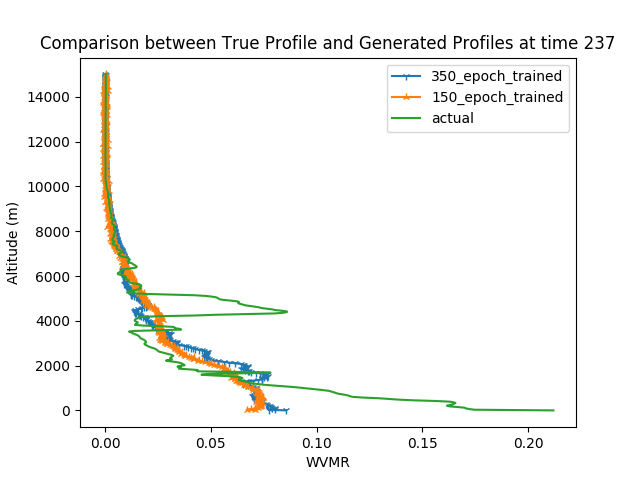 Comparison between True Profile and Generated Profiles at time 237
350_epoch_trained
150_epoch_trained
actual
Altitude (m)
14000
12000
10000
8000
6000
4000
2000
0
0.00 0.05 0.10 0.15 0.20
WVMR